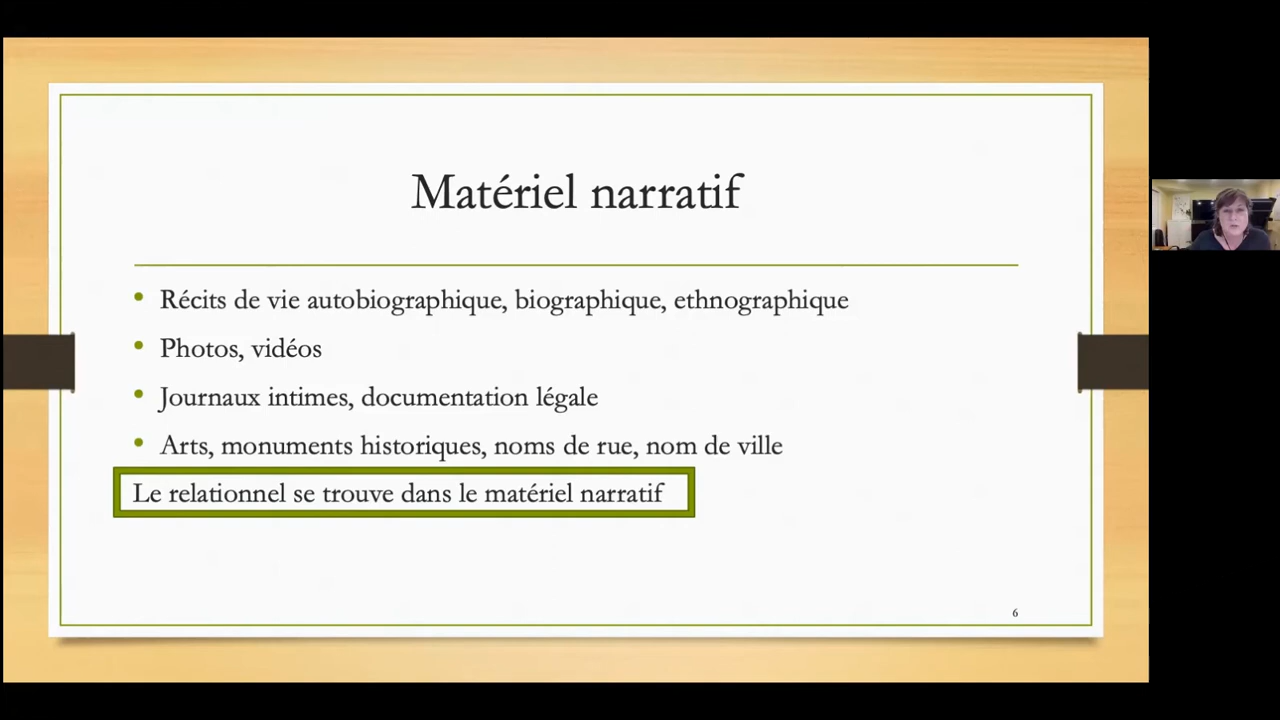 Matériel narratif
Récits de vie autobiographique, biographique, ethnographique
Photos, vidéos
Journaux intimes, documentation légale
Arts, monuments historiques, noms de rue, nom de ville
Le relationnel se trouve dans le matériel narratif
6